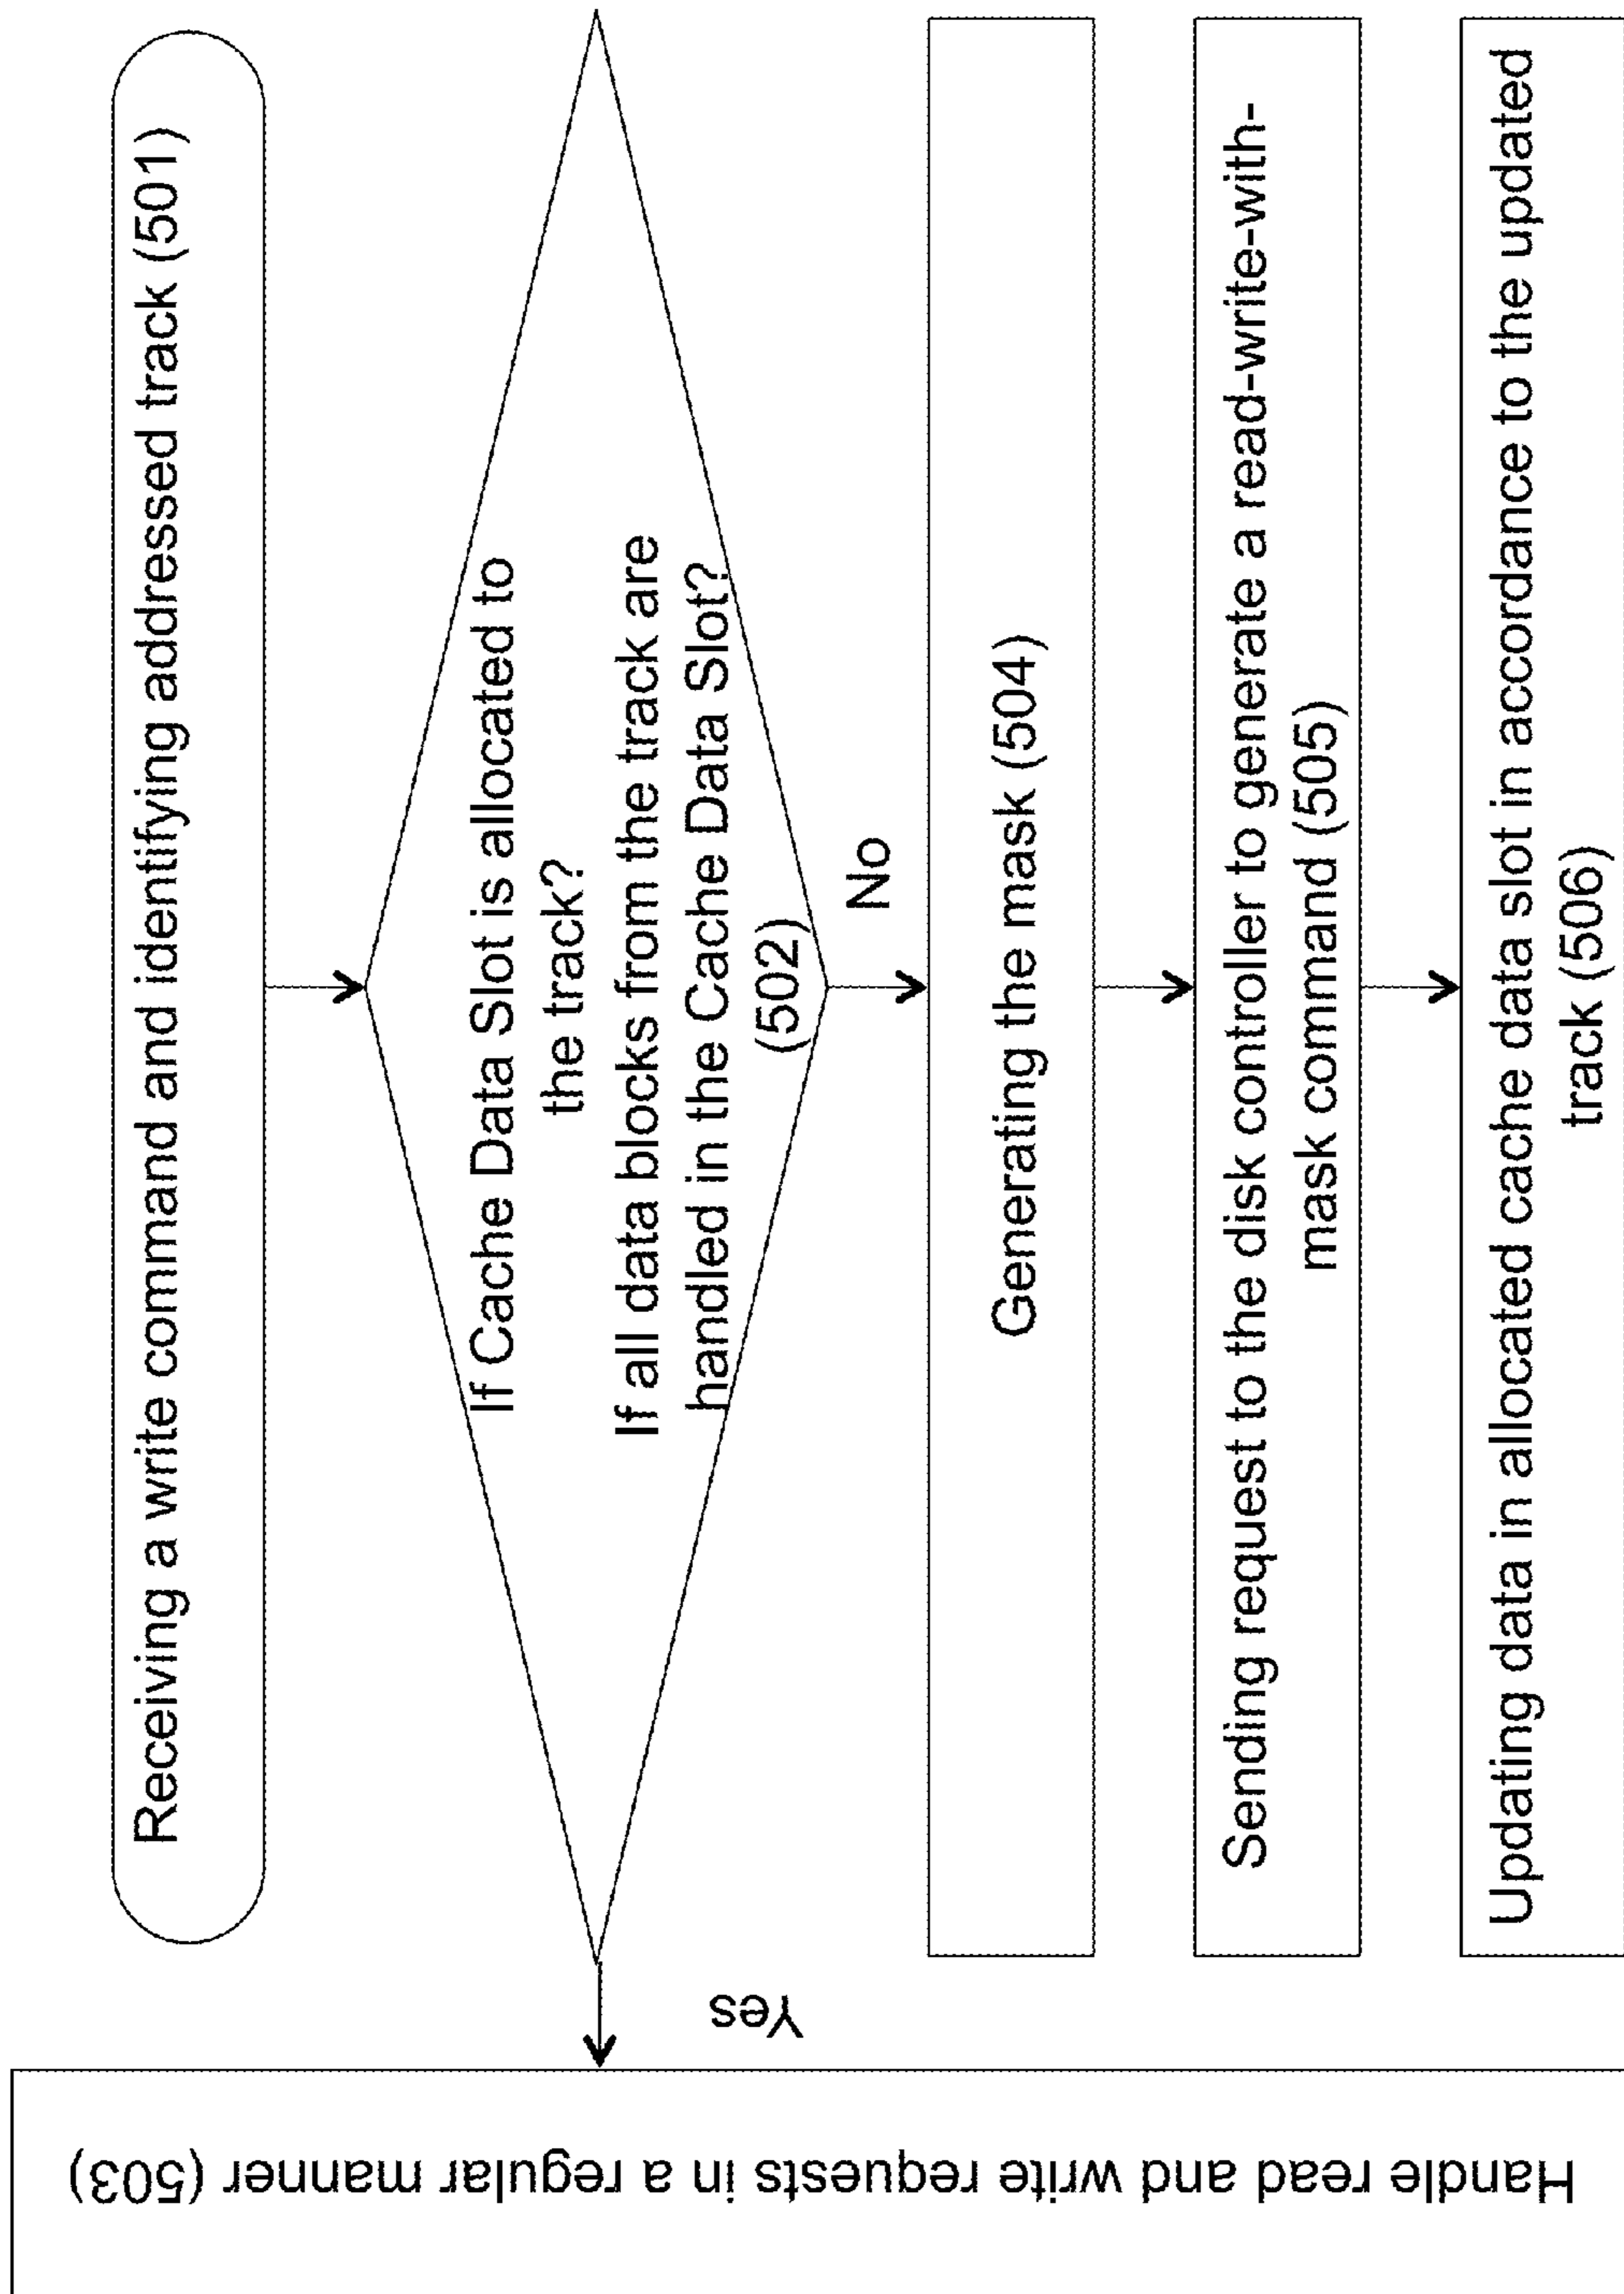 Receiving a write command and identifying addressed track (501)
If Cache Data Slot is allocated to
the track?
If all data blocks from the track are
handled in the Cache Data Slot?
(502)
Yes
No
Handle read and write requests in a regular manner (503)
Generating the mask (504)
Sending request to the disk controller to generate a read-write-with-
mask command (505)
Updating data in allocated cache data slot in accordance to the updated
track (506)